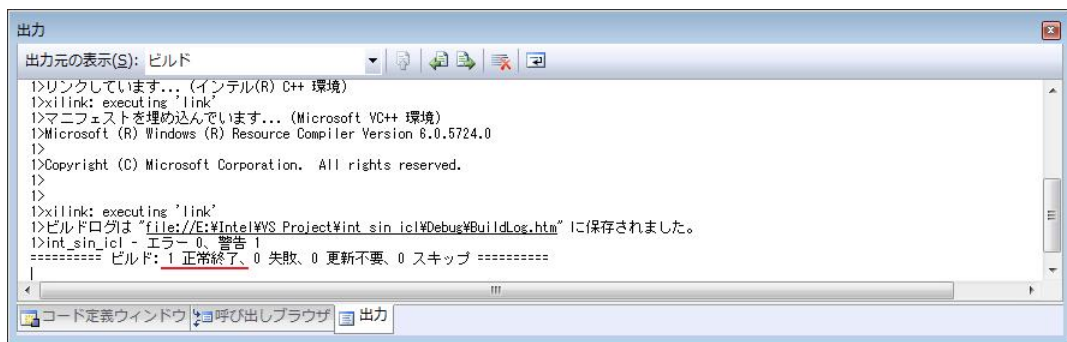 出力
出力元の表示(S): ビルド
1>リンクしています... (インテル(R) C++ 環境)
1>xilink: executing 'link'
1>マニフェストを埋め込んでいます... (Microsoft VC++ 環境)
1>Microsoft (R) Windows (R) Resource Compiler Version 6.0.5724.0
1>
1>Copyright (C) Microsoft Corporation.  All rights reserved.
1>
1>
1>xilink: executing 'link'
1>ビルドログは "file://E:¥Intel¥VS Project¥int_sin_icl¥Debug¥BuildLog.htm" に保存されました。
1>int_sin_icl - エラー 0、警告 1
========== ビルド: 1 正常終了、0 失敗、0 更新不要、0 スキップ ==========
コード定義ウィンドウ 呼び出しブラウザ 出力